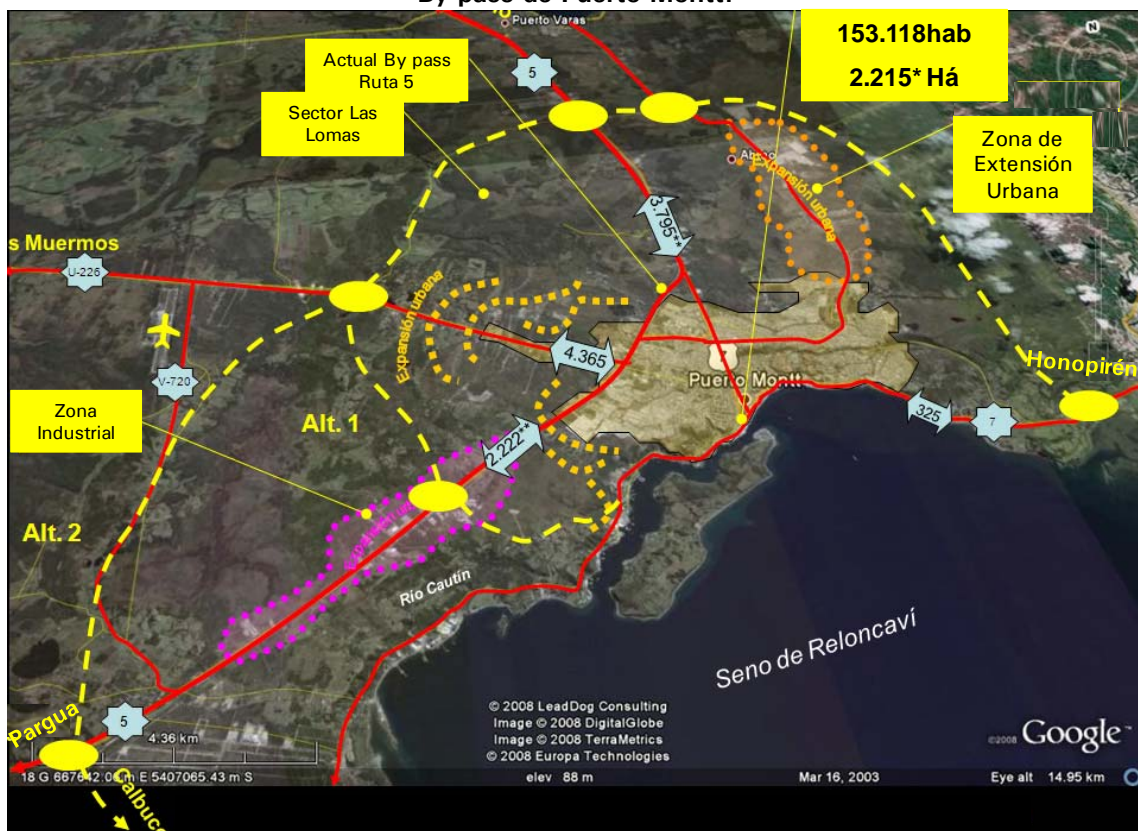 By pass de Puerto Montt.
Puerto Varas
153.118hab
2.215* Há
Actual By pass
Ruta 5
Sector Las
Lomas
5
N
Zona de
Extensión
Urbana
Expansión urbana
3.795**
s Muermos
U-226
Expansión urbana
4.365
Puerto Montt
Honopirén
V-720
325
7
Zona
Industrial
Alt. 1
2.222**
Alt. 2
Río Cautín
Seno de Reloncaví
5
Pargua
4.36 km
© 2008 LeadDog Consulting
Image © 2008 DigitalGlobe
Image © 2008 TerraMetrics
© 2008 Europa Technologies
©2008 Google
m E 5407065.43 m S
elev 88 m
Mar 16, 2003
Eye alt 14.95 km
Calbuco